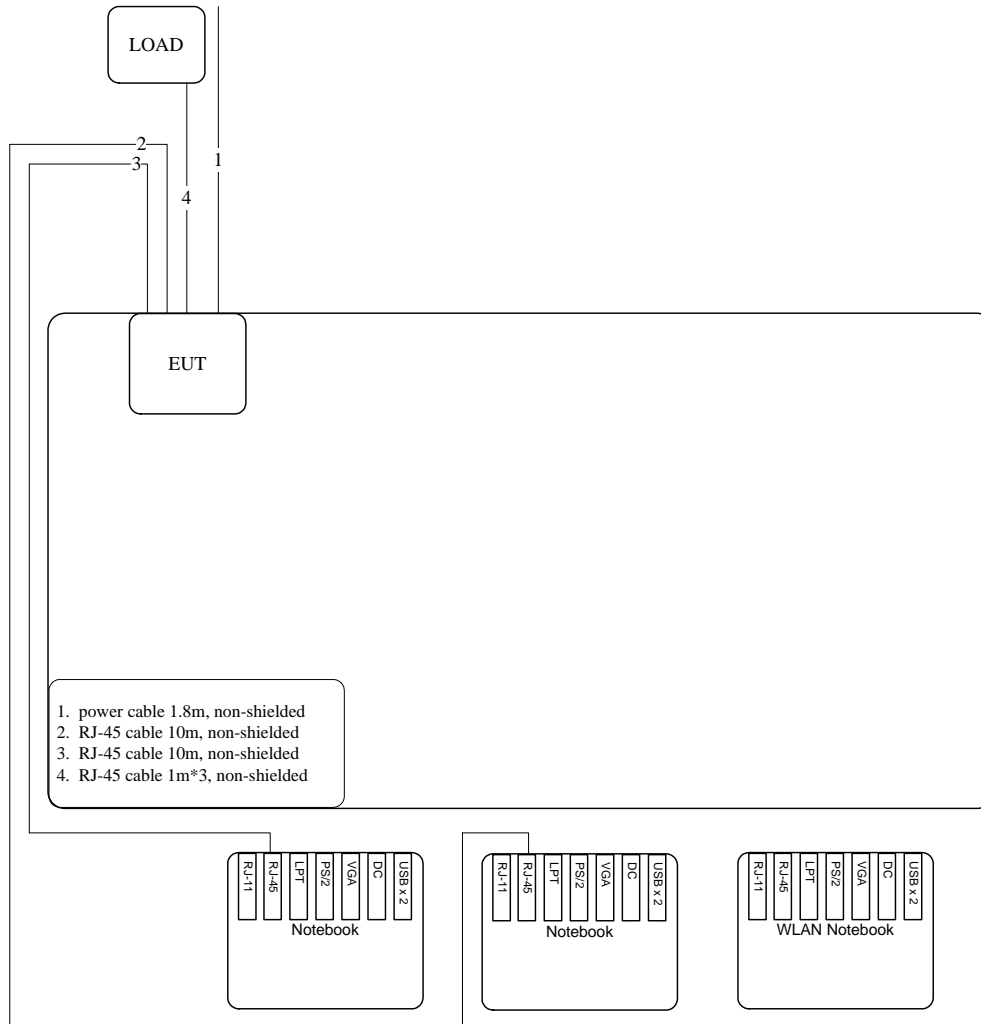 LOAD
2
3
1
4
EUT
1. power cable 1.8m, non-shielded
2. RJ-45 cable 10m, non-shielded
3. RJ-45 cable 10m, non-shielded
4. RJ-45 cable 1m*3, non-shielded
RJ-11
RJ-45
LPT
PS/2
VGA
DC
USB x 2
Notebook
RJ-11
RJ-45
LPT
PS/2
VGA
DC
USB x 2
Notebook
RJ-11
RJ-45
LPT
PS/2
VGA
DC
USB x 2
WLAN Notebook